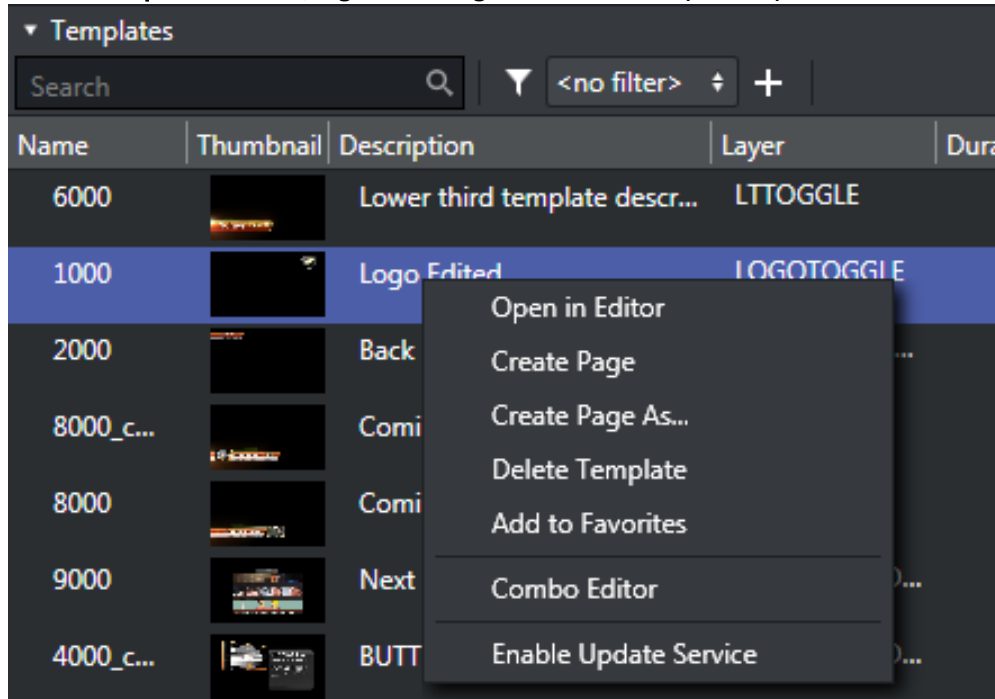 Templates
Search <no filter>
Name Thumbnail Description Layer Dura
6000 Lower third template descr... LTTOGGLE
1000 Logo Edited LOGOTOGGLE
Open in Editor
2000 Back ...
Create Page
Create Page As...
8000_c... Comi
Delete Template
8000 Comi
Add to Favorites
9000 Next ...
Combo Editor
4000_c... BUTT ...
Enable Update Service